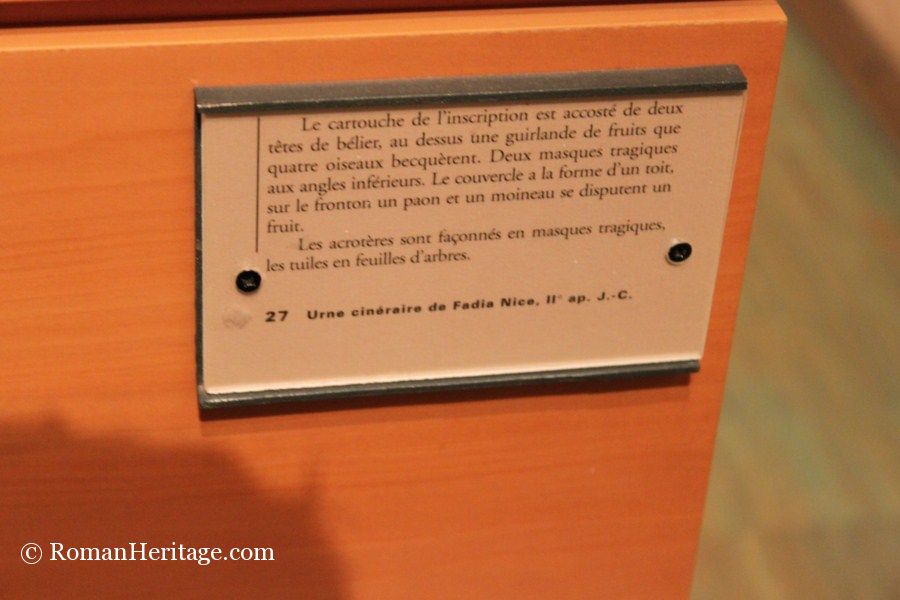 Le cartouche de l'inscription est accosté de deux
têtes de bélier, au dessus une guirlande de fruits que
quatre oiseaux becquètent. Deux masques tragiques
aux angles inférieurs. Le couvercle a la forme d'un toit,
sur le fronton un paon et un moineau se disputent un
fruit.
Les acrotères sont façonnés en masques tragiques,
les tuiles en feuilles d'arbres.
27 Urne cinéraire de Fadia Nice, II° ap. J.-C.
© RomanHeritage.com